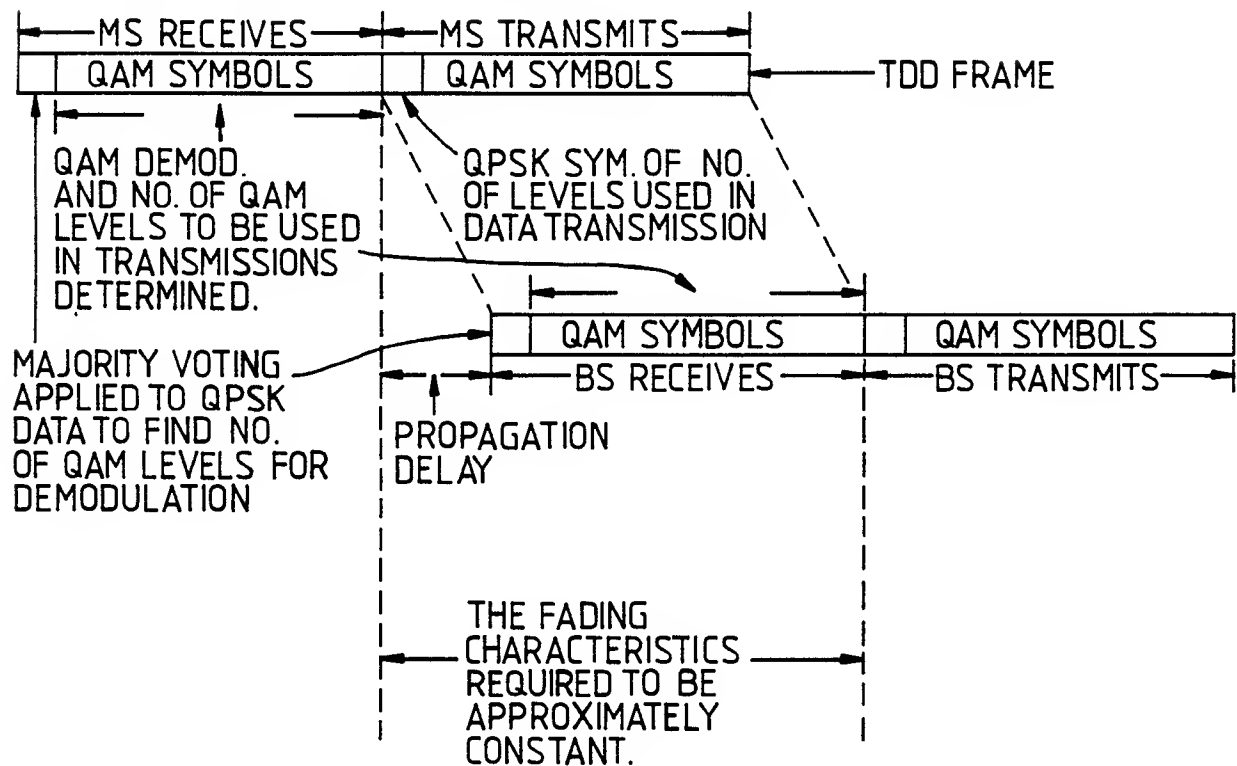 MS RECEIVES
MS TRANSMITS
QAM SYMBOLS
QAM SYMBOLS
TDD FRAME
QAM DEMOD.
AND NO. OF QAM
LEVELS TO BE USED
IN TRANSMISSIONS
DETERMINED.
QPSK SYM. OF NO.
OF LEVELS USED IN
DATA TRANSMISSION
QAM SYMBOLS
QAM SYMBOLS
BS RECEIVES
BS TRANSMITS
MAJORITY VOTING
APPLIED TO QPSK
DATA TO FIND NO.
OF QAM LEVELS FOR
DEMODULATION
PROPAGATION
DELAY
THE FADING
CHARACTERISTICS
REQUIRED TO BE
APPROXIMATELY
CONSTANT.